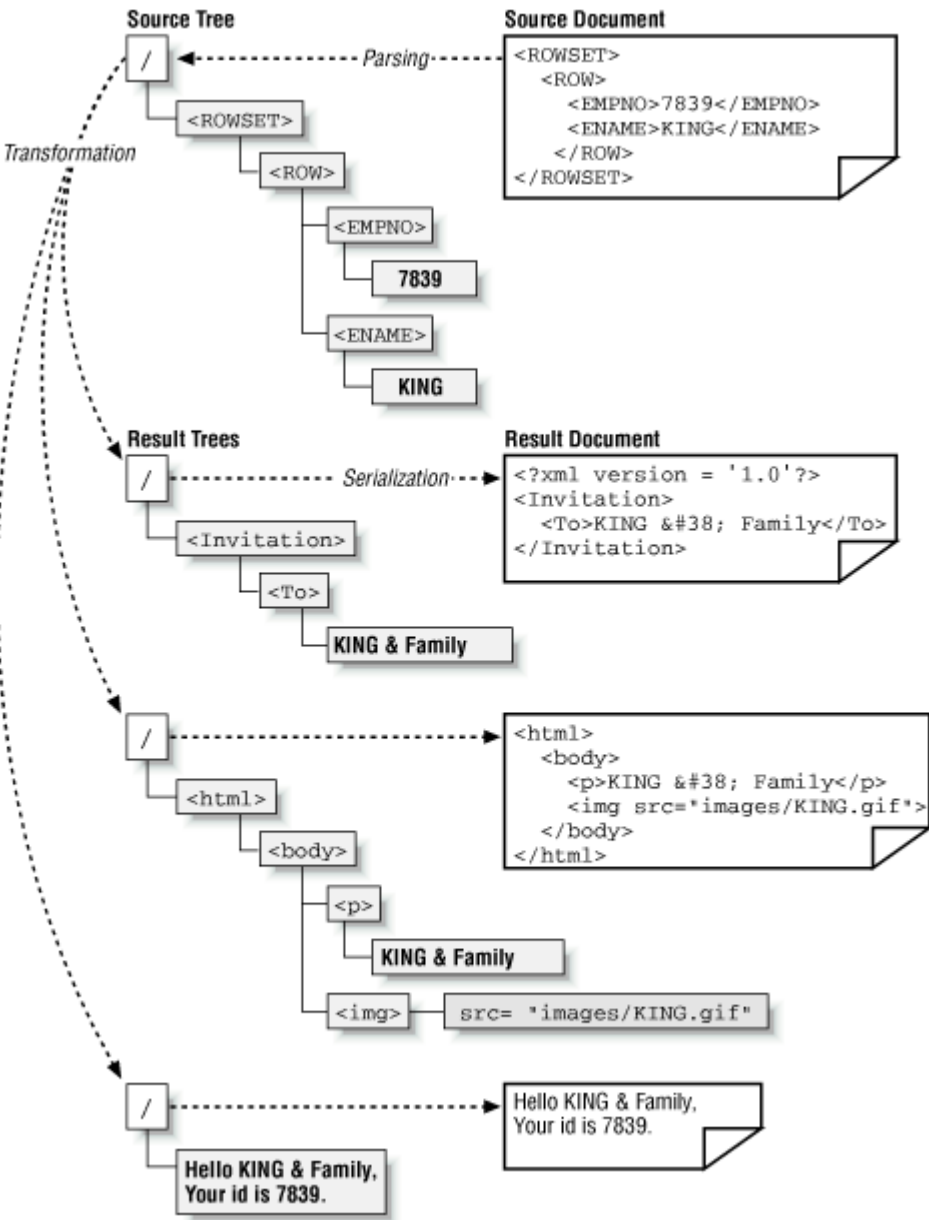 Source Tree
Source Document
/
Parsing
<ROWSET>
<ROW>
<EMPNO>7839</EMPNO>
<ENAME>KING</ENAME>
</ROW>
</ROWSET>
<ROWSET>
Transformation
<ROW>
<EMPNO>
7839
<ENAME>
KING
Result Trees
Result Document
/
Serialization
<?xml version = '1.0'?>
<Invitation>
<To>KING &#38; Family</To>
</Invitation>
<Invitation>
<To>
KING & Family
/
<html>
<body>
<p>KING &#38; Family</p>
<img src="images/KING.gif">
</body>
</html>
<html>
<body>
<p>
KING & Family
<img>
src= "images/KING.gif"
/
Hello KING & Family,
Your id is 7839.
Hello KING & Family,
Your id is 7839.